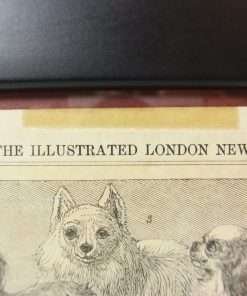 THE ILLUSTRATED LONDON NEW
3